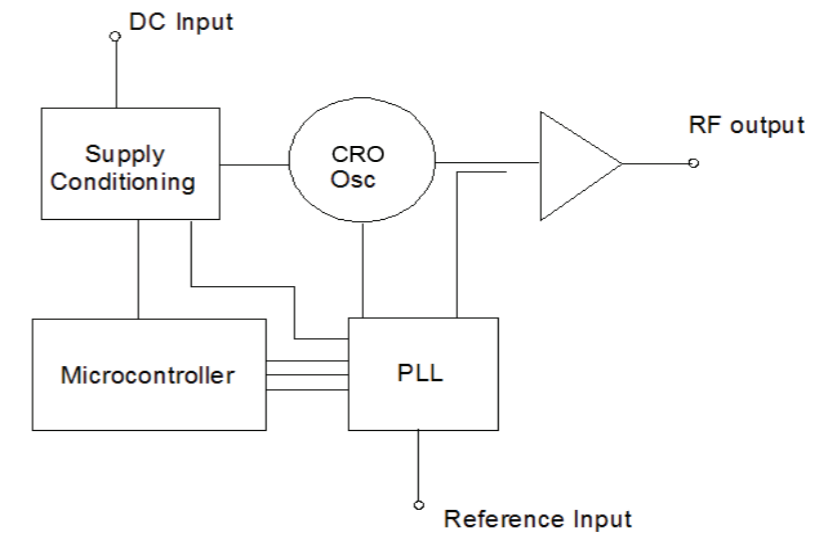 DC Input
RF output
Supply
Conditioning
CRO
Osc
Microcontroller
PLL
Reference Input